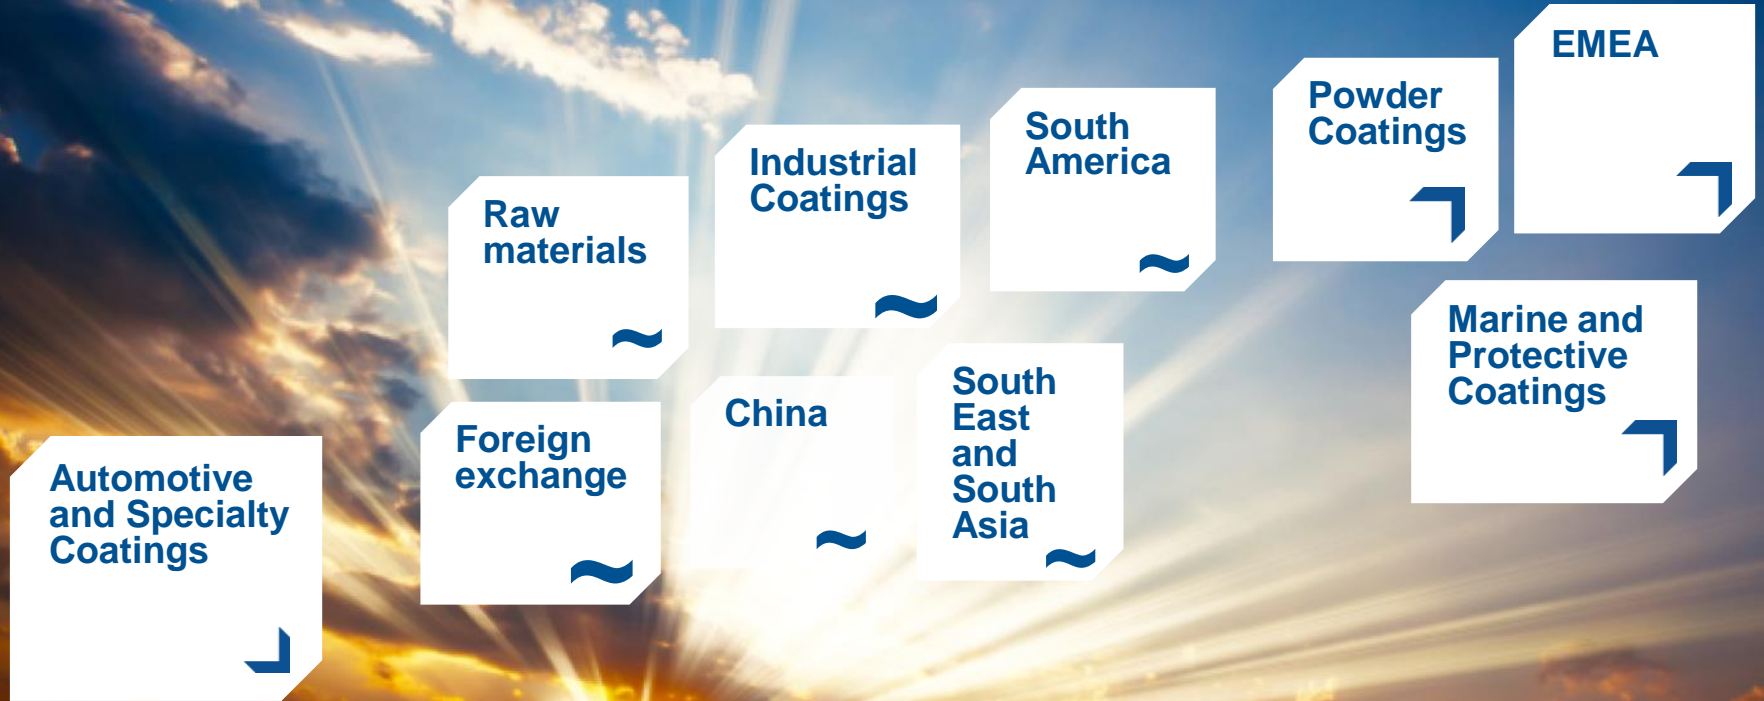 EMEA
Powder
Coatings
South
America
Industrial
Coatings
Raw
materials
Marine and
Protective
Coatings
South
East
and
South
Asia
China
Foreign
exchange
Automotive
and Specialty
Coatings
~
~
~
~
~
~